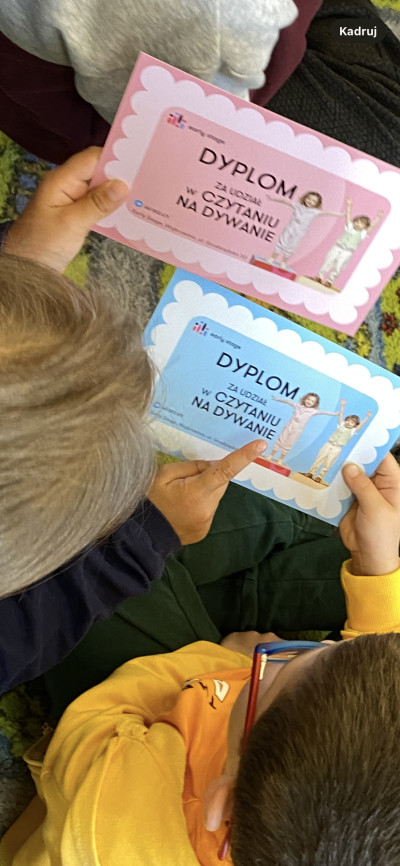 Kadruj
early stage
DYPLOM
ZA UDZIAŁ
W CZYTANIU
NA DYWANIE
early stage
DYPLOM
ZA UDZIAŁ
W CZYTANIU
NA DYWANIE